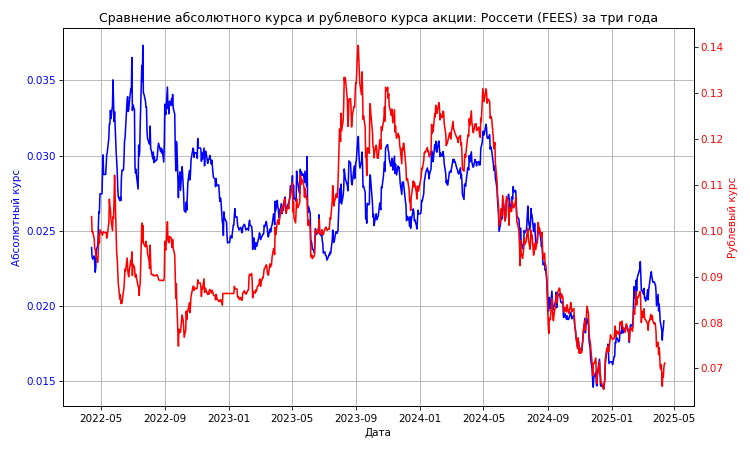 Сравнение абсолютного курса и рублевого курса акции: Россети (FEES) за три года
Абсолютный курс
0.035
0.030
0.025
0.020
0.015
0.14
0.13
0.12
0.11
0.10
0.09
0.08
0.07
Рублевый курс
2022-05 2022-09 2023-01 2023-05 2023-09 2024-01 2024-05 2024-09 2025-01 2025-05
Дата